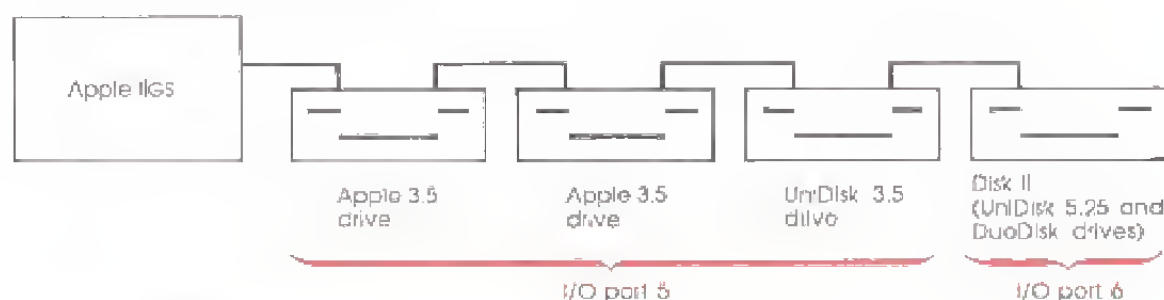 Apple IIGS
Apple 3.5
drive
Apple 3.5
drive
UniDisk 3.5
drive
Disk II
(UniDisk 5.25 and
DuoDisk drives)
I/O port 5
I/O port 6